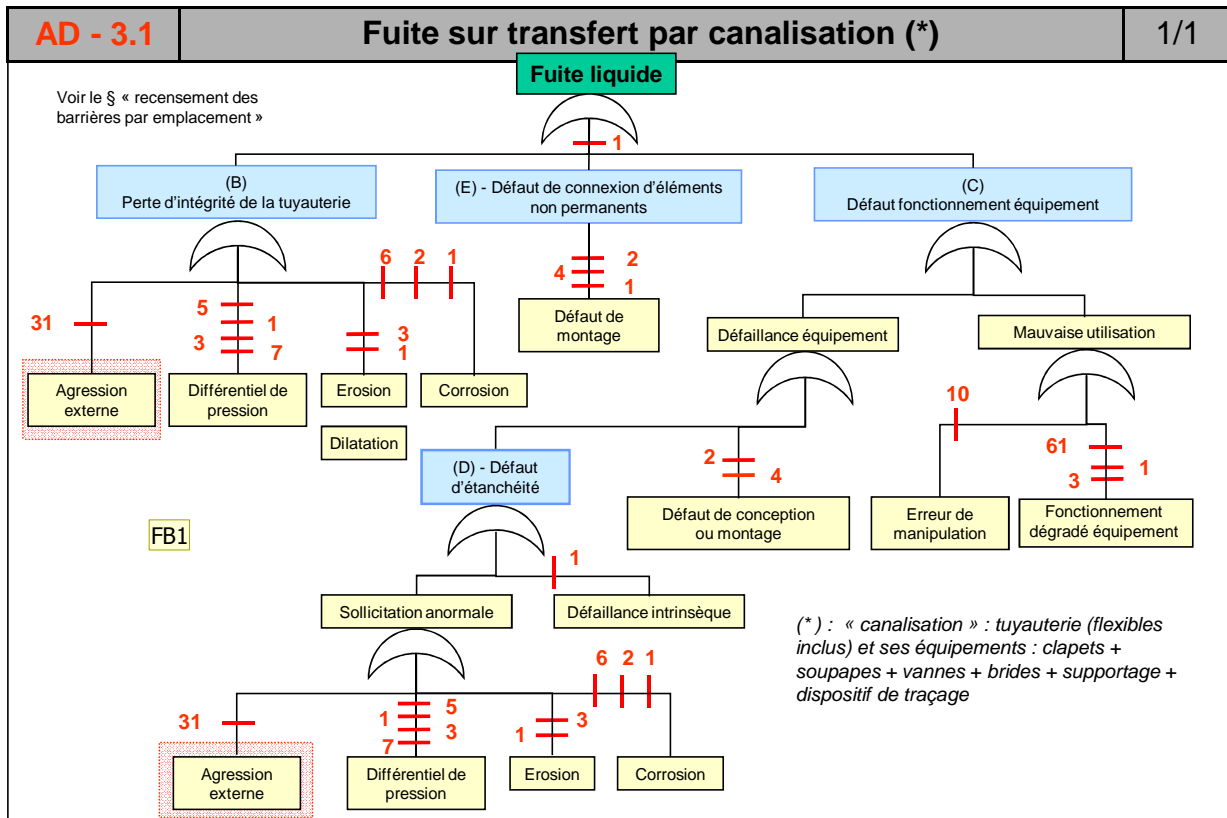 AD - 3.1
Fuite sur transfert par canalisation (*)
1/1
Fuite liquide
Voir le § « recensement des
barrières par emplacement »
1
(B)
Perte d'intégrité de la tuyauterie
(E) - Défaut de connexion d'éléments
non permanents
(C)
Défaut fonctionnement équipement
6 2 1
4
2
1
31
5
1
3
7
3
1
Défaut de
montage
Défaillance équipement
Mauvaise utilisation
Agression
externe
Différentiel de
pression
Erosion
Corrosion
Dilatation
10
61
1
3
2
4
(D) - Défaut
d'étanchéité
Défaut de conception
ou montage
Erreur de
manipulation
Fonctionnement
dégradé équipement
FB1
1
Sollicitation anormale
Défaillance intrinsèque
(*) : « canalisation » : tuyauterie (flexibles
inclus) et ses équipements : clapets +
soupapes + vannes + brides + supportage +
dispositif de traçage
6 2 1
31
5
1
3
7
3
1
Agression
externe
Différentiel de
pression
Erosion
Corrosion